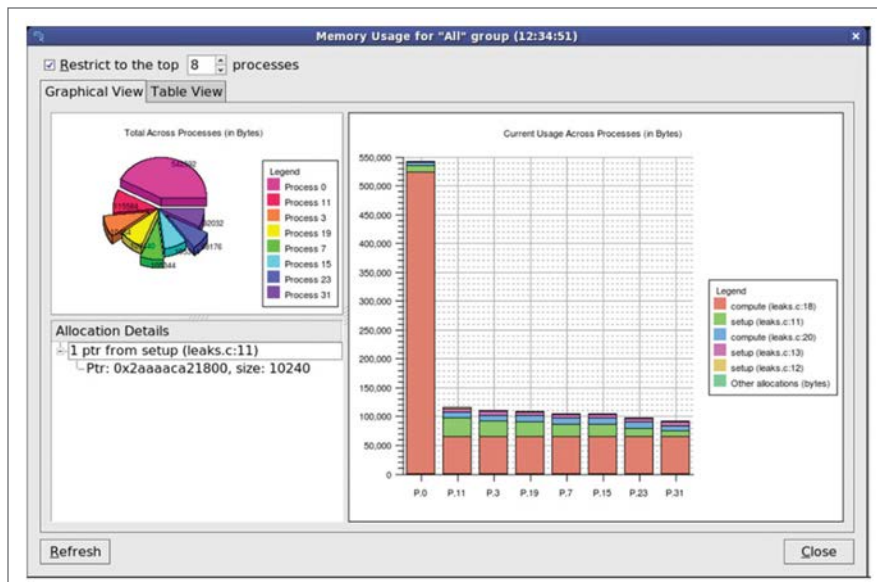 Memory Usage for "All" group (12:34:51)
Restrict to the top 8 processes
Graphical View Table View
Total Across Processes (in Bytes)
Legend
Process 0
Process 11
Process 3
Process 19
Process 7
Process 15
Process 23
Process 31
Allocation Details
1 ptr from setup (leaks.c:11)
Ptr: 0x2aaaaca21800, size: 10240
Current Usage Across Processes (in Bytes)
550,000
500,000
450,000
400,000
350,000
300,000
250,000
200,000
150,000
100,000
50,000
0
P.0 P.11 P.3 P.19 P.7 P.15 P.23 P.31
Legend
compute (leaks.c:18)
setup (leaks.c:11)
compute (leaks.c:20)
setup (leaks.c:13)
setup (leaks.c:12)
Other allocations (bytes)
Refresh Close